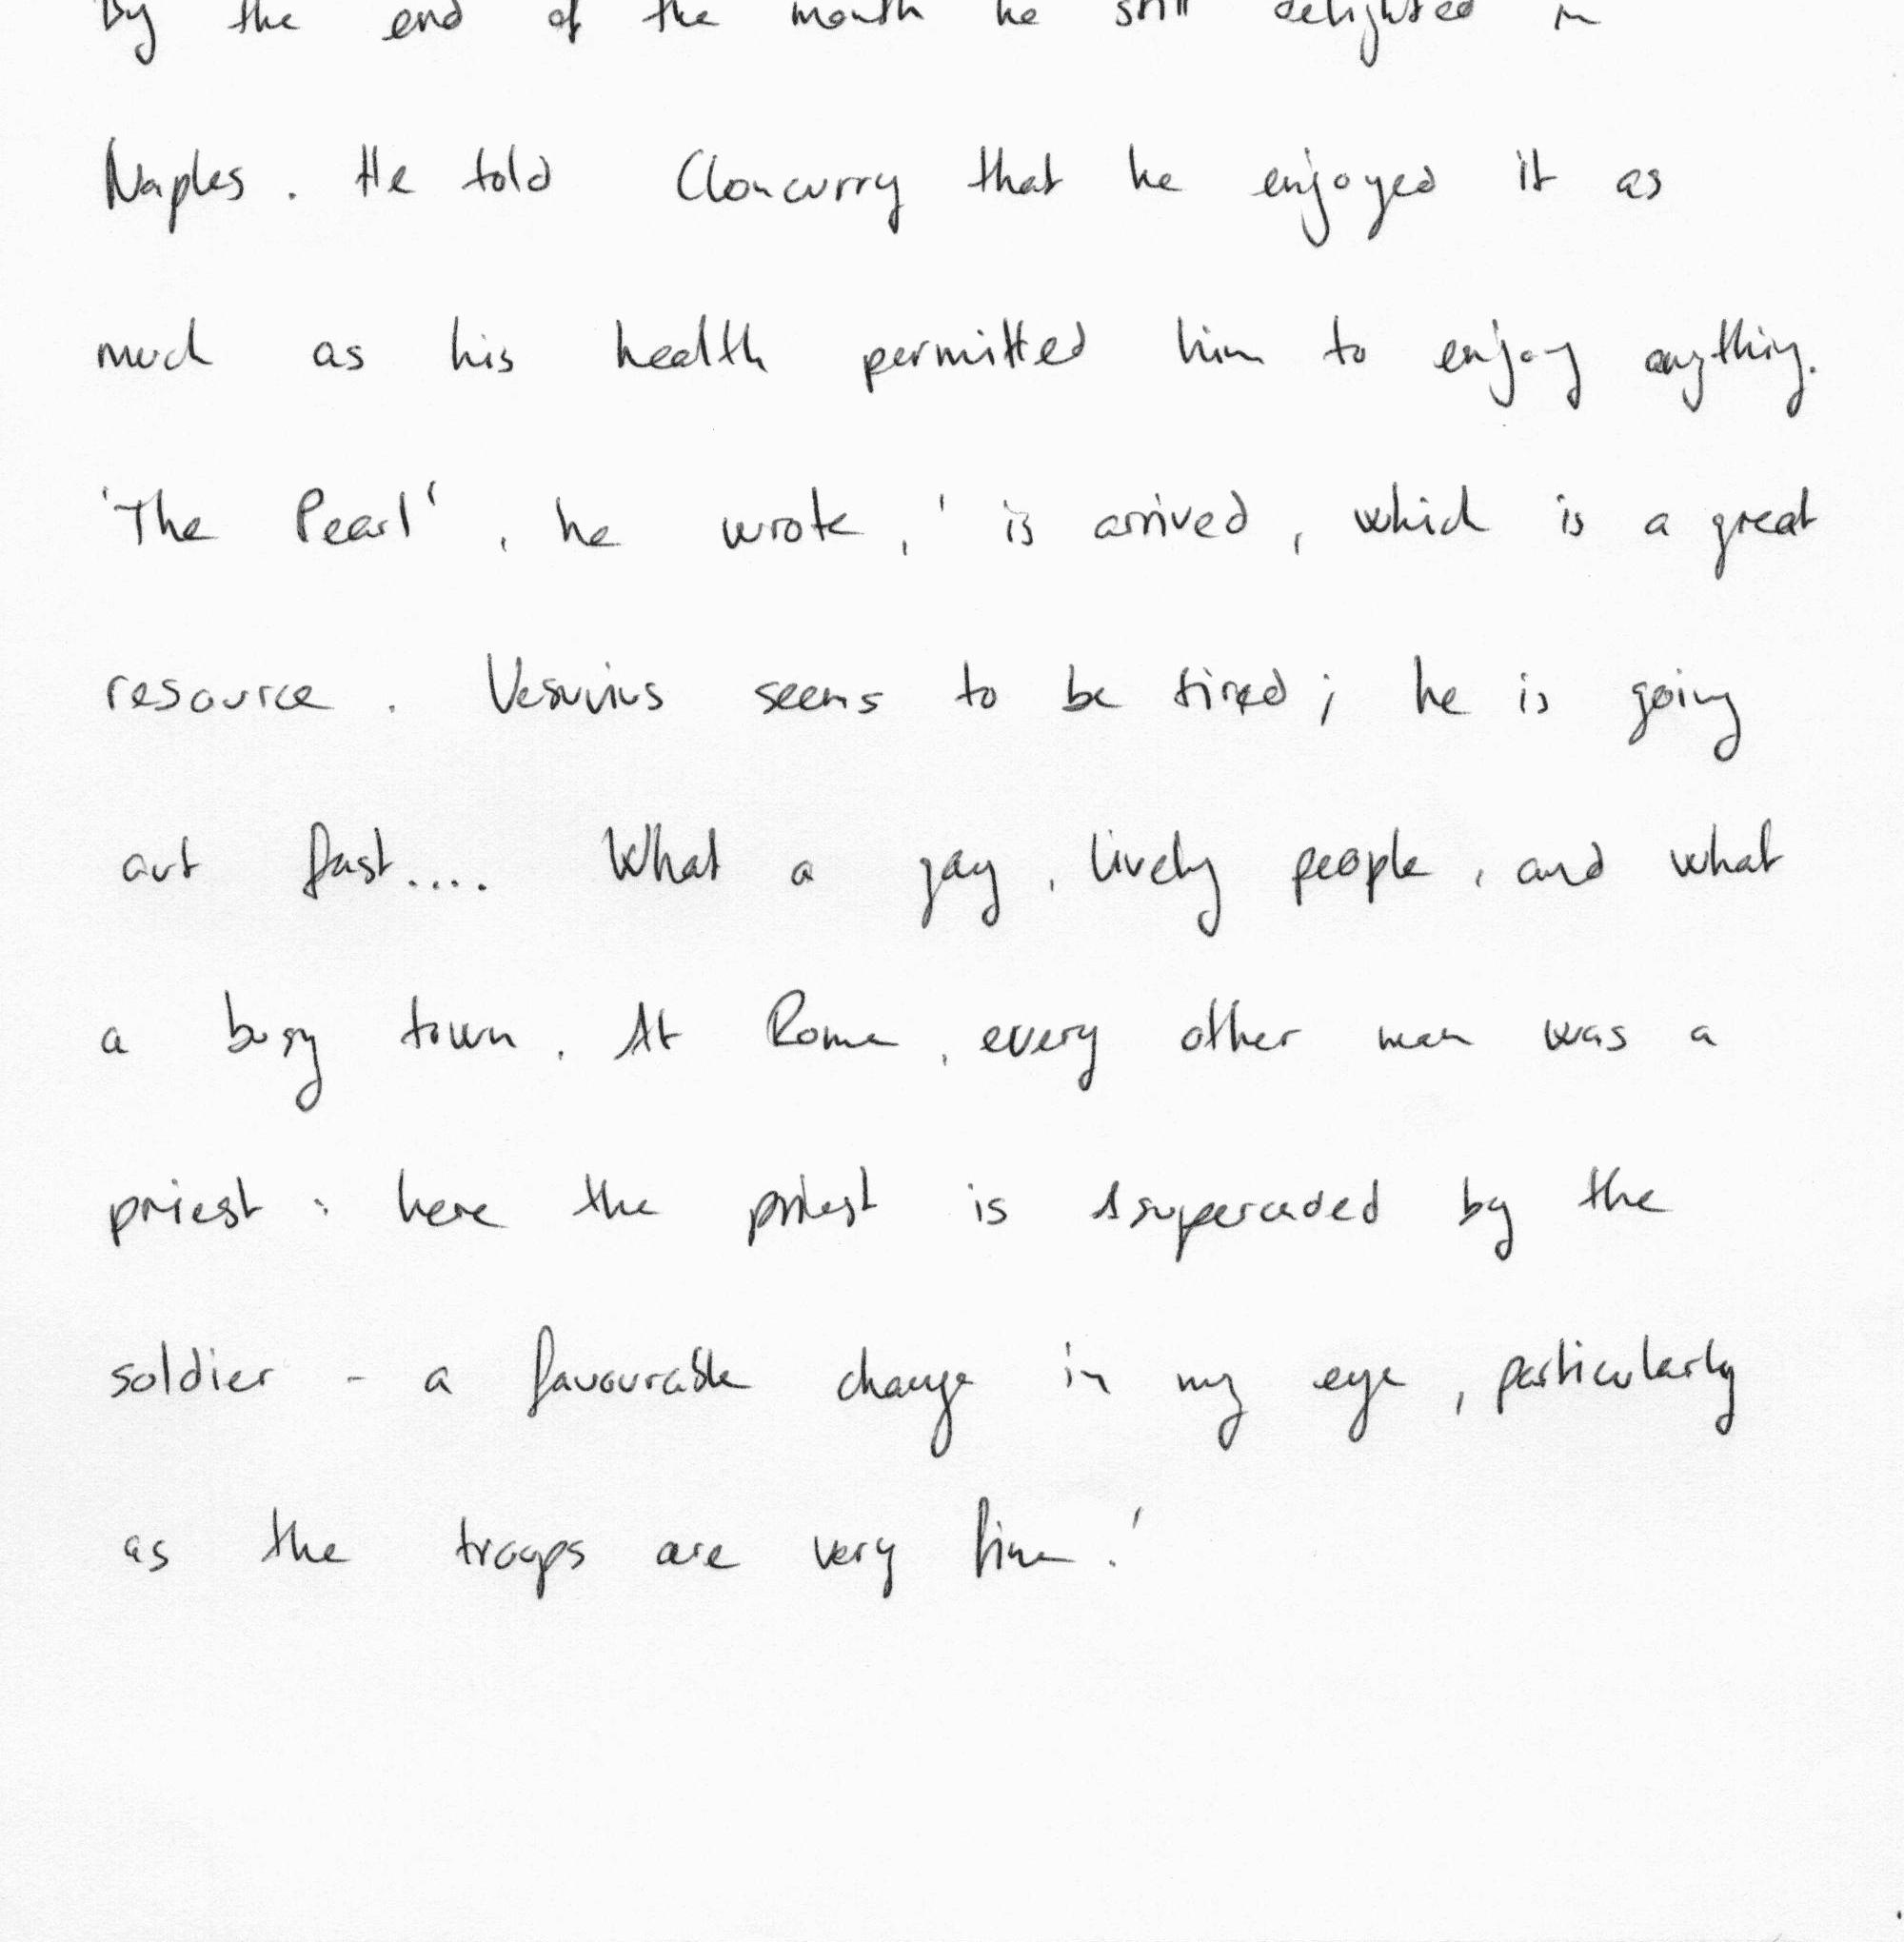 By the end of the month he still delighted in
Naples. He told Cloncurry that he enjoyed it as
much as his health permitted him to enjoy anything.
'The Pearl', he wrote, 'is arrived, which is a great
resource. Vesuvius seems to be tired; he is going
out fast.... What a gay, lively people, and what
a busy town. At Rome, every other man was a
priest: here the priest is superceded by the
soldier - a favourable change in my eye, particularly
as the troops are very fine.'